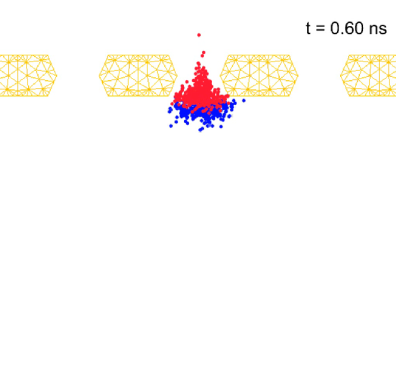 t = 0.60 ns